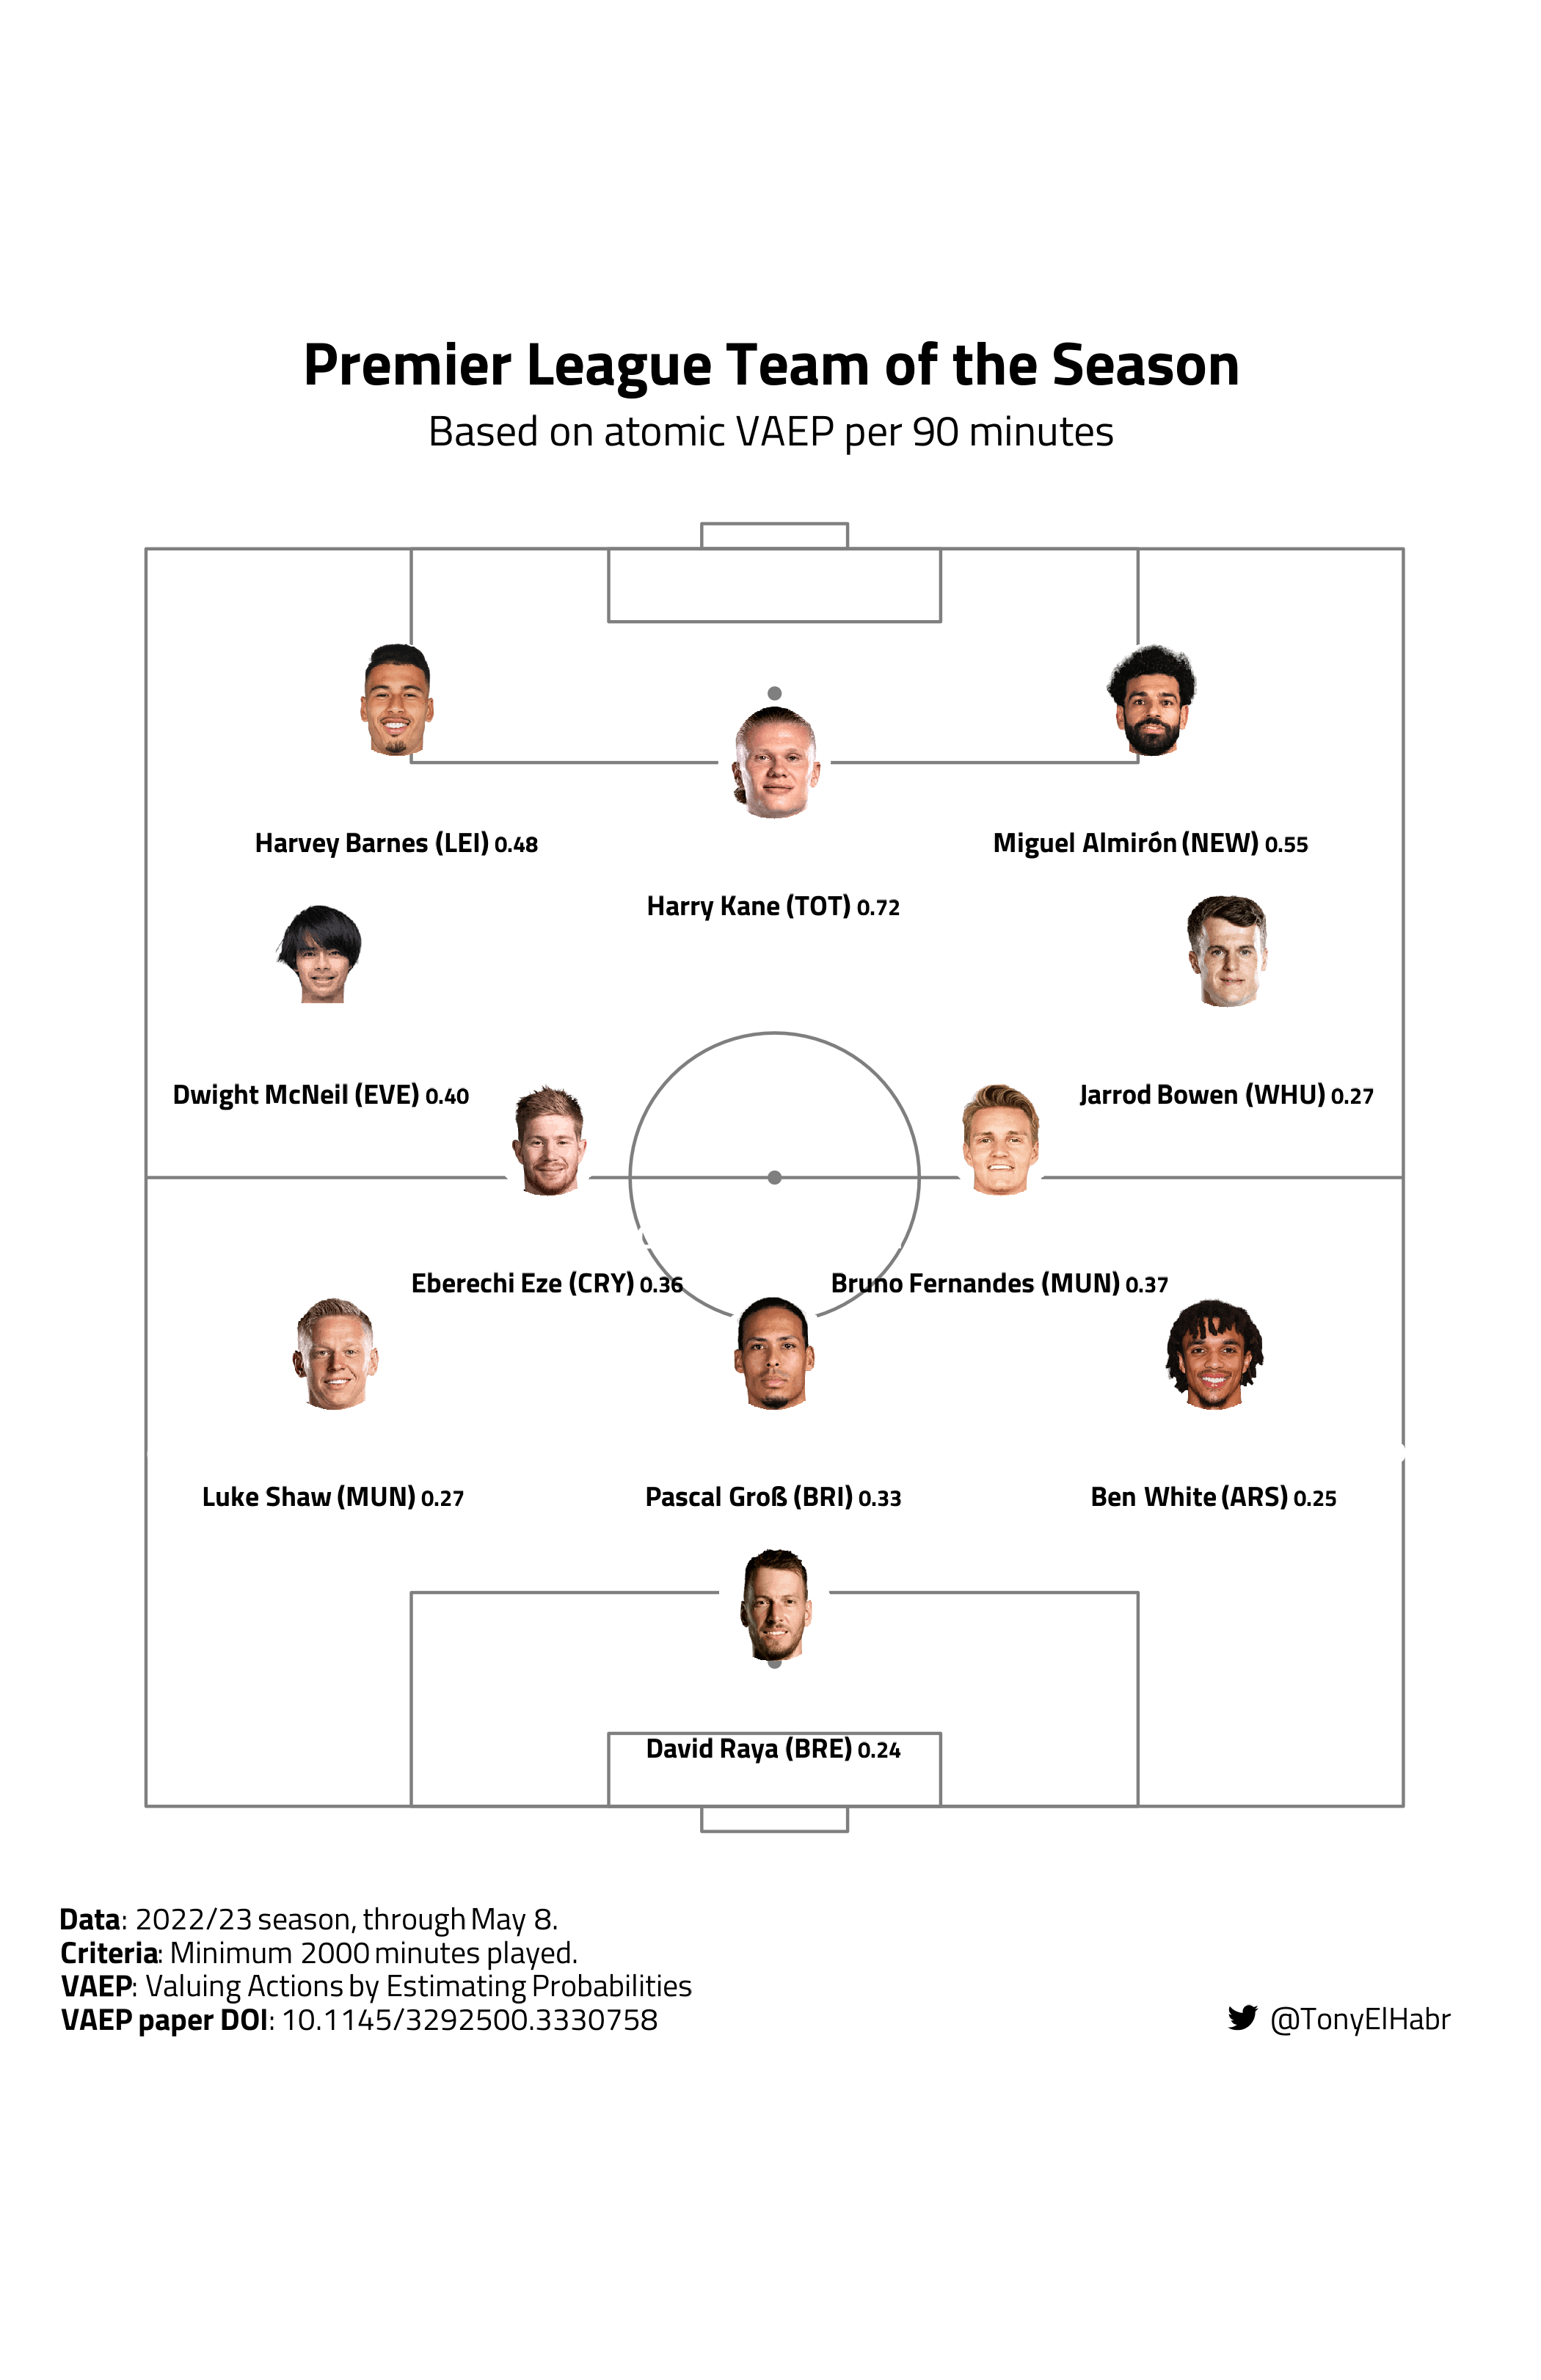 Premier League Team of the Season
Based on atomic VAEP per 90 minutes
Harvey Barnes (LEI) 0.48
Miguel Almirón (NEW) 0.55
Harry Kane (TOT) 0.72
Dwight McNeil (EVE) 0.40
Jarrod Bowen (WHU) 0.27
Eberechi Eze (CRY) 0.36
Bruno Fernandes (MUN) 0.37
Luke Shaw (MUN) 0.27
Pascal Groß (BRI) 0.33
Ben White (ARS) 0.25
David Raya (BRE) 0.24
Data: 2022/23 season, through May 8.
Criteria: Minimum 2000 minutes played.
VAEP: Valuing Actions by Estimating Probabilities
VAEP paper DOI: 10.1145/3292500.3330758
@TonyElHabr